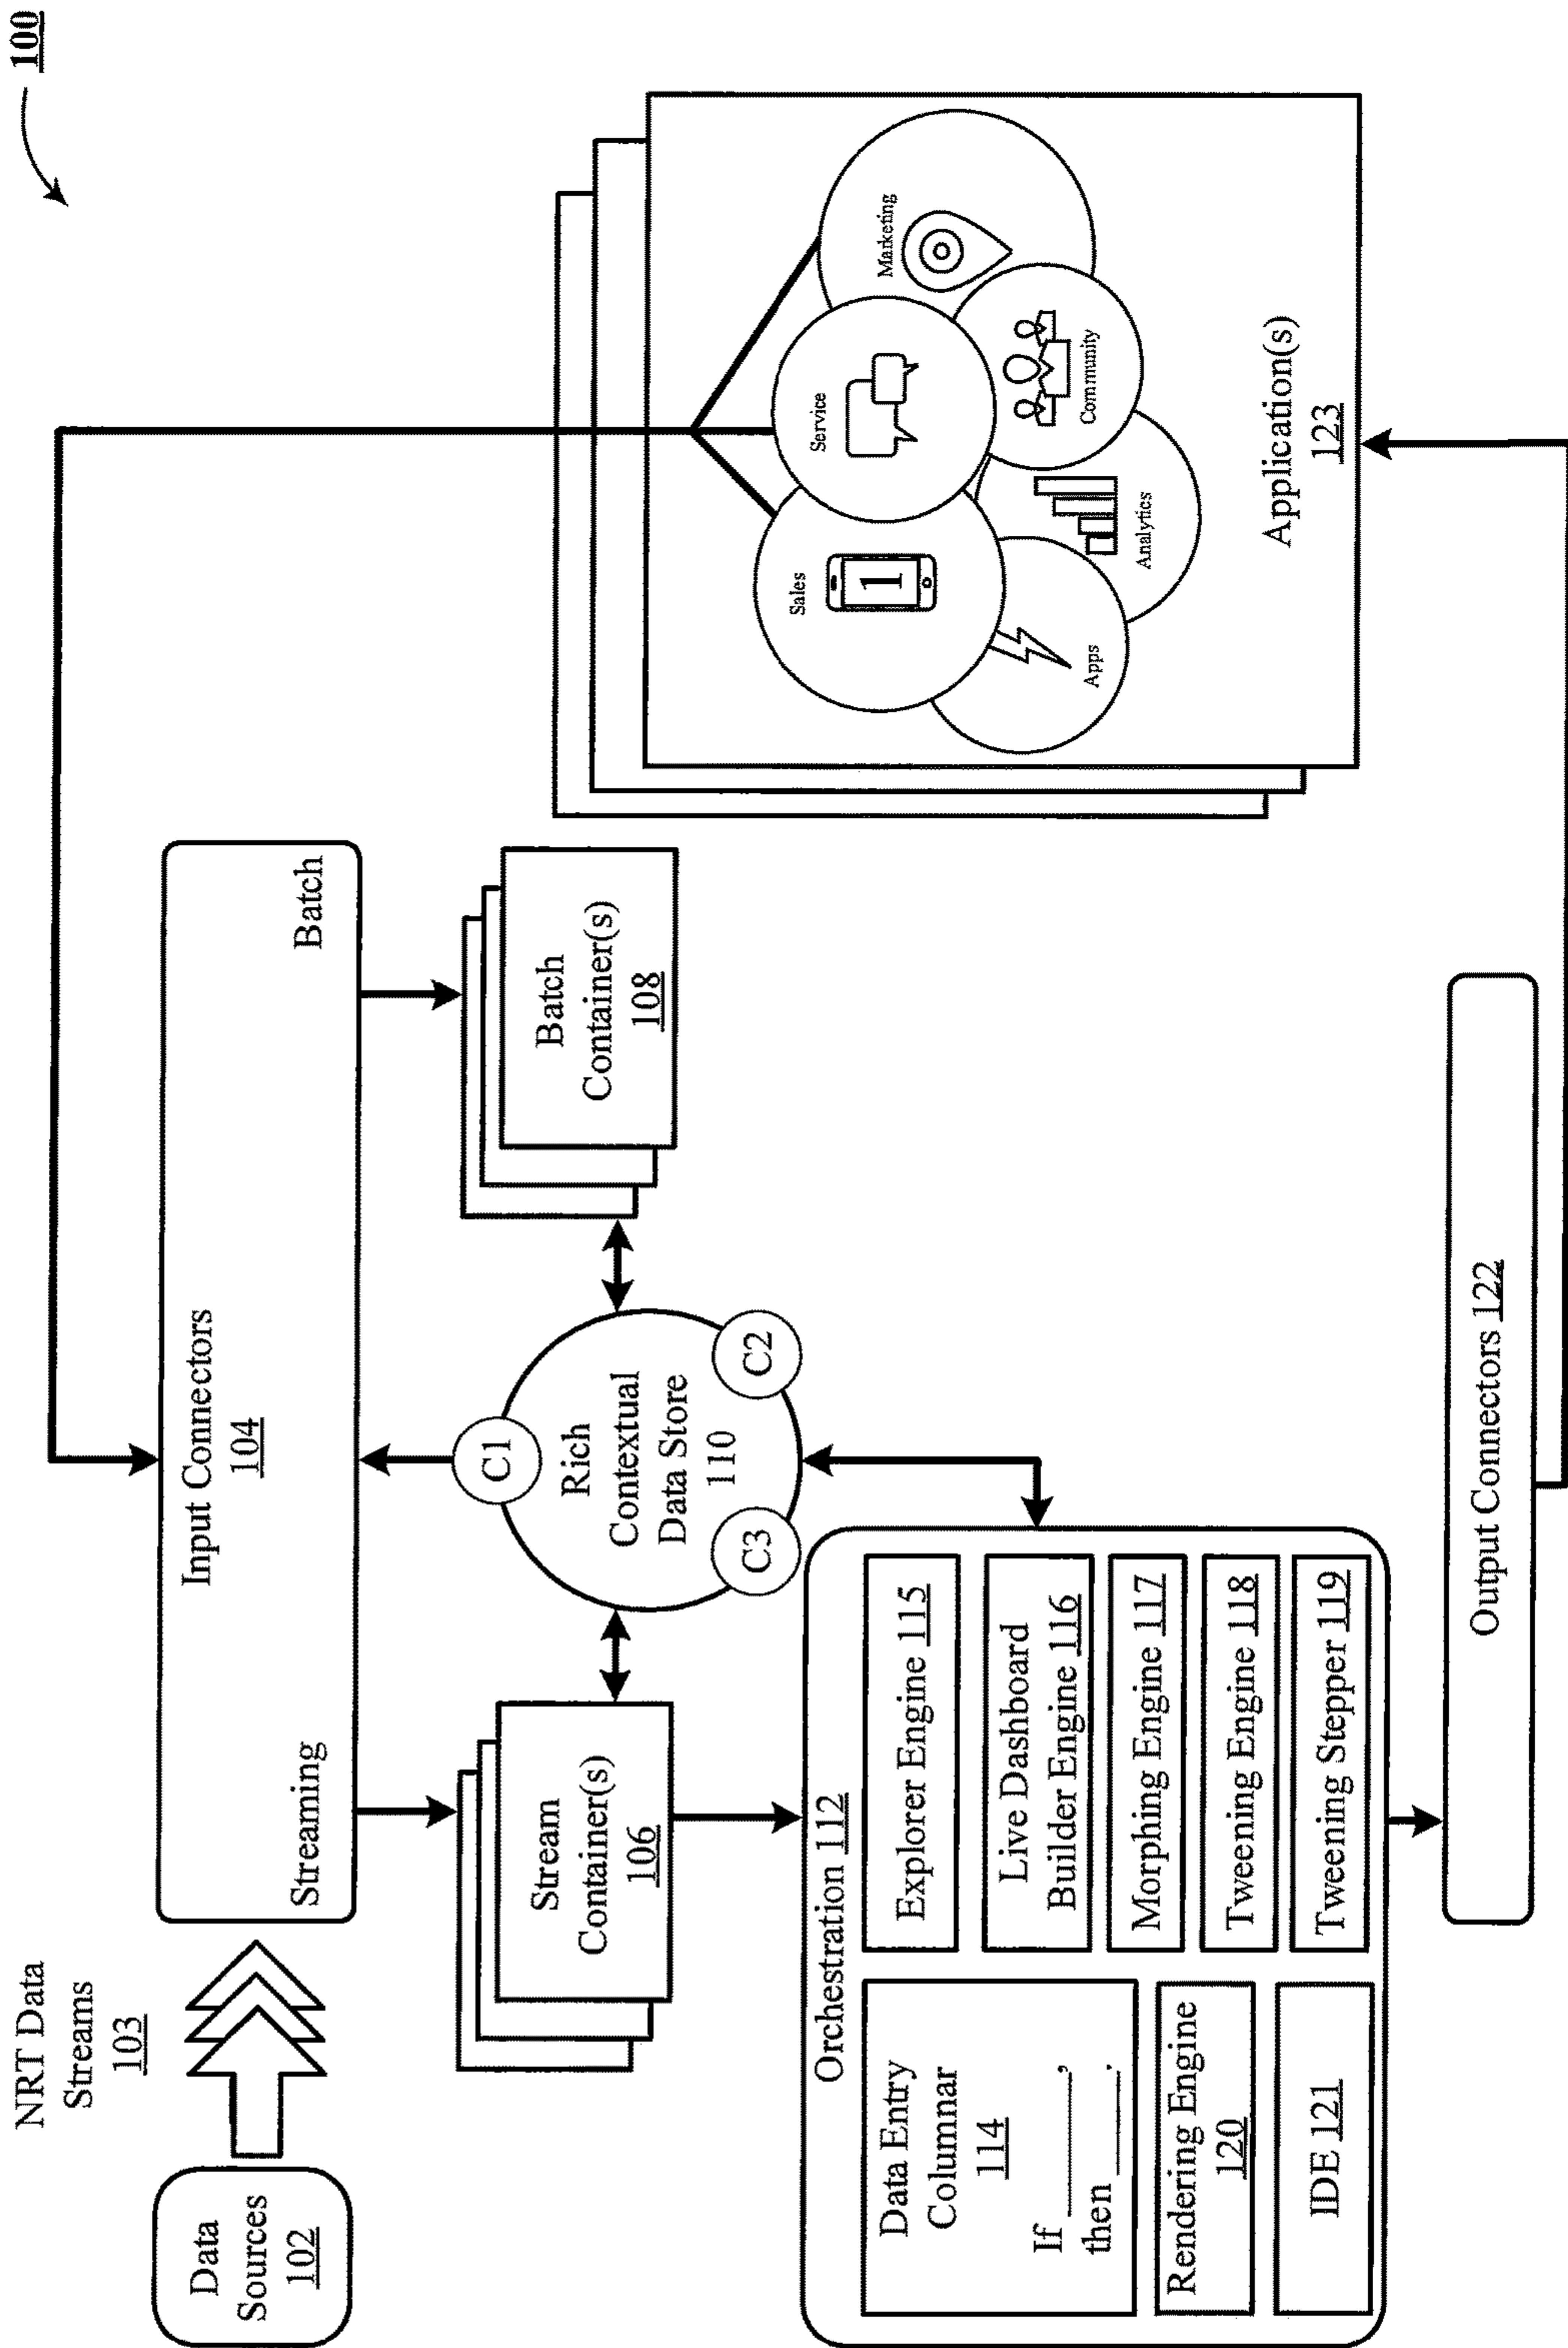 100
NRT Data
Streams
103
Data
Sources
102
Input Connectors
104
Streaming
Batch
Stream
Container(s)
106
C1
Rich
Contextual
Data Store
110
C3
C2
Batch
Container(s)
108
Orchestration 112
Data Entry
Columnar
114
If ______,
then ____.
Rendering Engine
120
IDE 121
Explorer Engine 115
Live Dashboard
Builder Engine 116
Morphing Engine 117
Tweening Engine 118
Tweening Stepper 119
Output Connectors 122
Sales
1
Service
Marketing
Apps
Analytics
Community
Application(s)
123